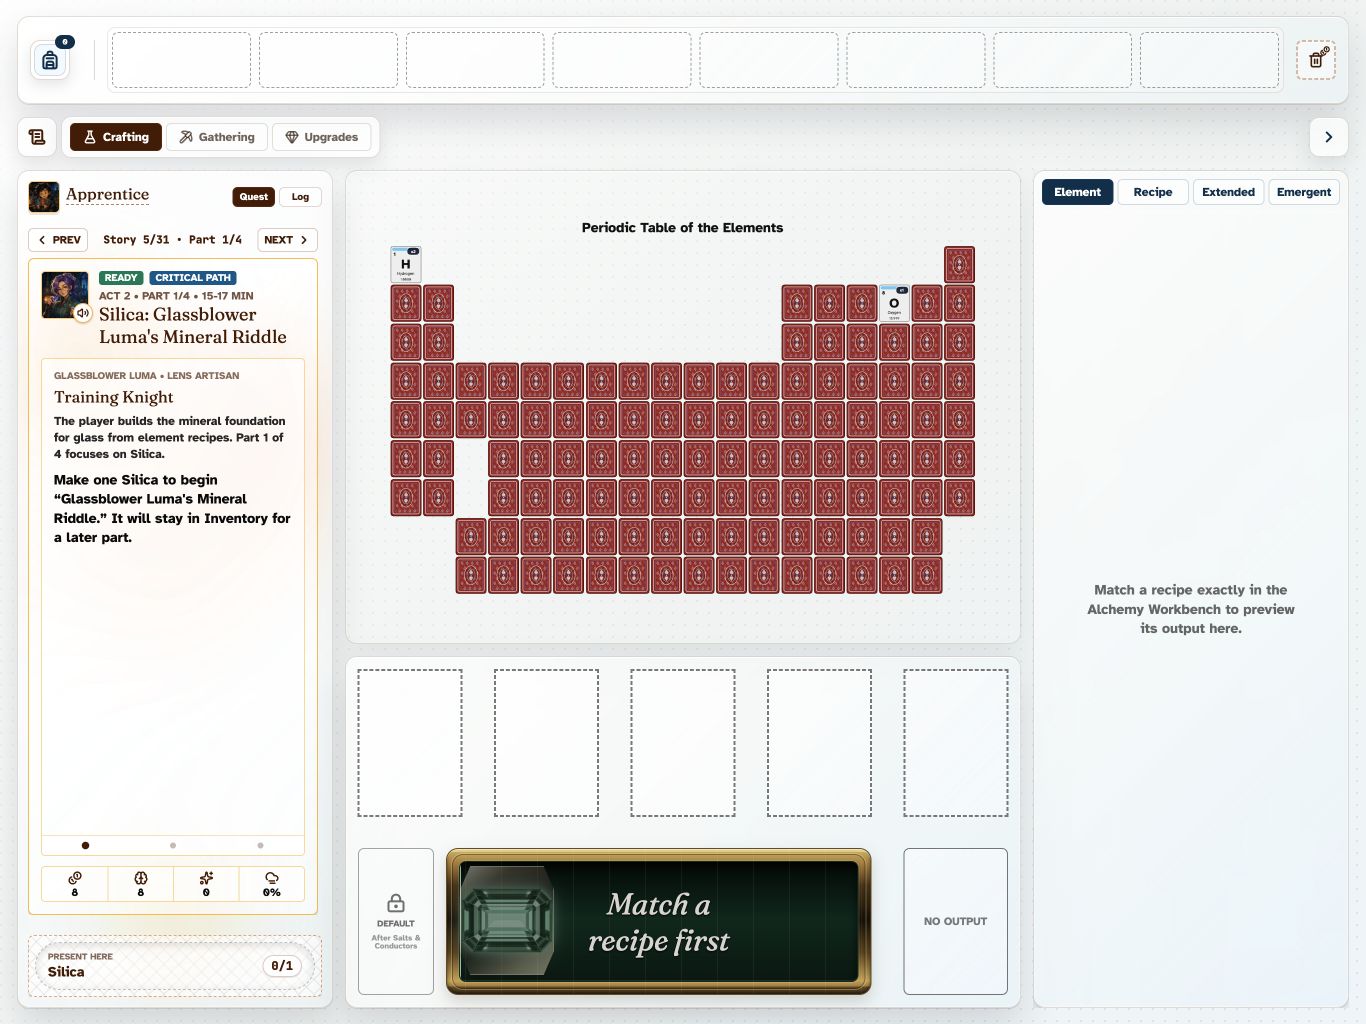 0
Crafting
Gathering
Upgrades
Apprentice
Quest
Log
PREV
Story 5/31 • Part 1/4
NEXT
READY
CRITICAL PATH
ACT 2 • PART 1/4 • 15-17 MIN
Silica: Glassblower
Luma's Mineral Riddle
GLASSBLOWER LUMA • LENS ARTISAN
Training Knight
The player builds the mineral foundation
for glass from element recipes. Part 1 of
4 focuses on Silica.
Make one Silica to begin
“Glassblower Luma's Mineral
Riddle.” It will stay in Inventory for
a later part.
8
8
0
0%
PRESENT HERE
Silica
0/1
Periodic Table of the Elements
1
H
Hydrogen
8
O
Oxygen
DEFAULT
After Salts &
Conductors
Match a
recipe first
NO OUTPUT
Element
Recipe
Extended
Emergent
Match a recipe exactly in the
Alchemy Workbench to preview
its output here.